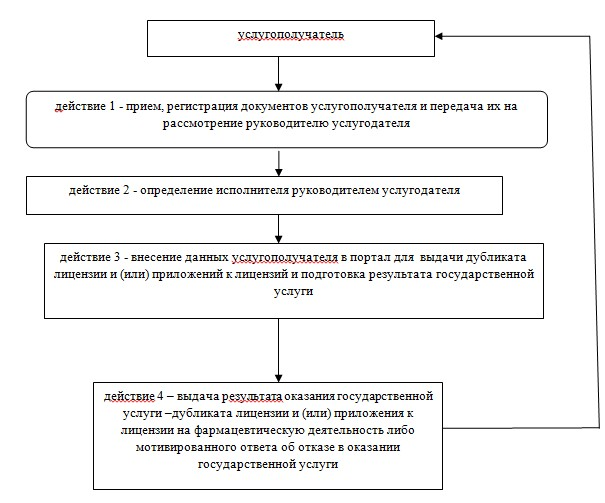 услугополучатель
действие 1 - прием, регистрация документов услугополучателя и передача их на
рассмотрение руководителю услугодателя
действие 2 - определение исполнителя руководителем услугодателя
действие 3 - внесение данных услугополучателя в портал для выдачи дубликата
лицензии и (или) приложений к лицензий и подготовка результата государственной
услуги
действие 4 – выдача результата оказания государственной
услуги –дубликата лицензии и (или) приложения к
лицензии на фармацевтическую деятельность либо
мотивированного ответа об отказе в оказании
государственной услуги